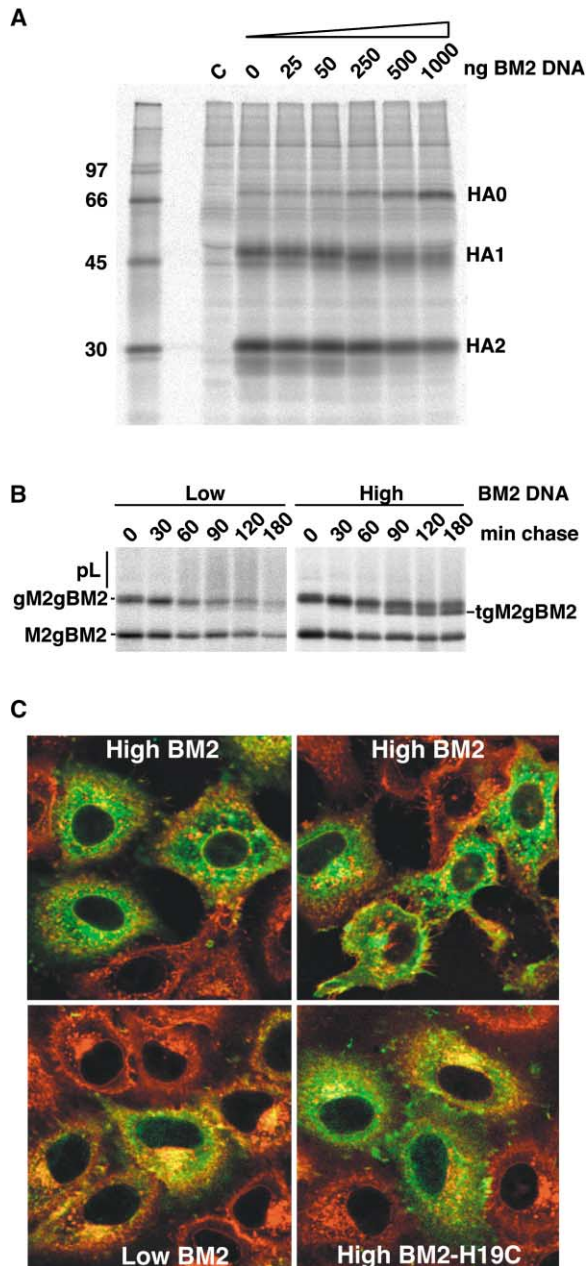 A
C 0 25 50 250 500 1000 ng BM2 DNA
97
66
HA0
HA1
45
30
HA2
B
Low High BM2 DNA
0 30 60 90 120 180 0 30 60 90 120 180 min chase
pL
gM2gBM2
tgM2gBM2
M2gBM2
C
High BM2 High BM2
Low BM2 High BM2-H19C